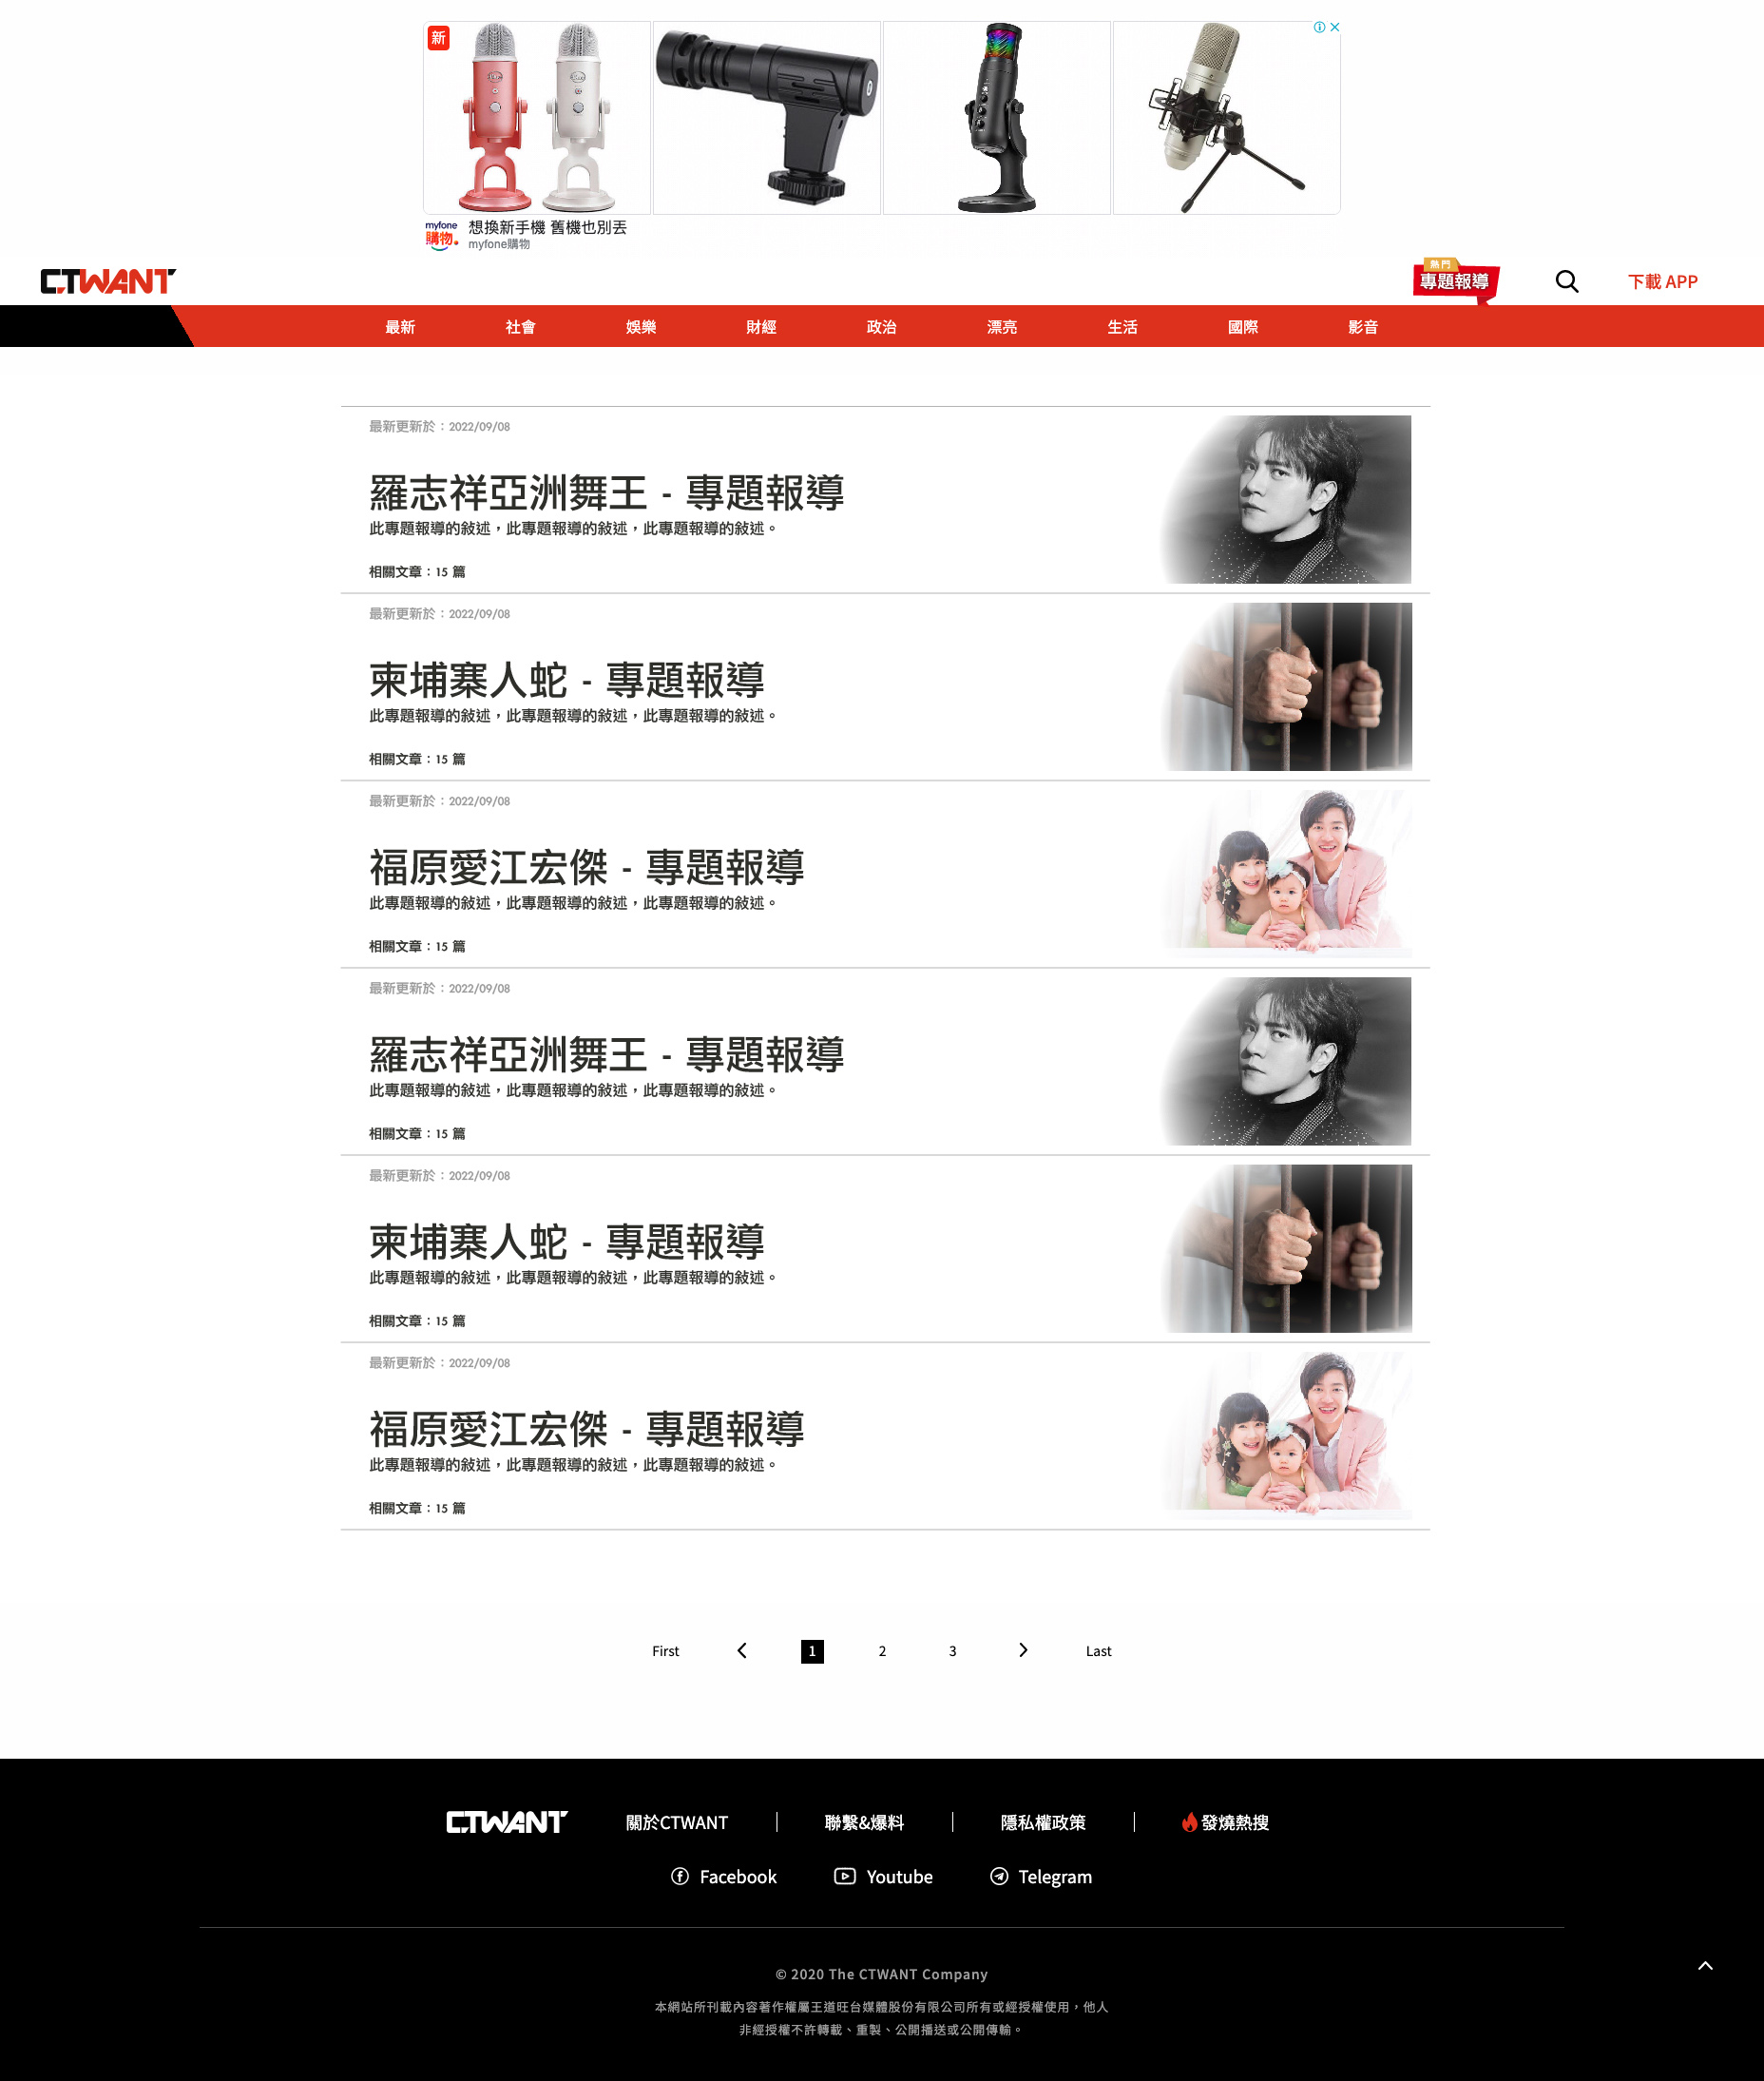 新
想換新手機 舊機也別丟
myfone
購物
myfone購物
CTWANT
熱門
專題報導
下載 APP
最新 社會 娛樂 財經 政治 漂亮 生活 國際 影音
最新更新於：2022/09/08
羅志祥亞洲舞王 - 專題報導
此專題報導的敍述，此專題報導的敍述，此專題報導的敍述。
相關文章：15 篇
最新更新於：2022/09/08
柬埔寨人蛇 - 專題報導
此專題報導的敍述，此專題報導的敍述，此專題報導的敍述。
相關文章：15 篇
最新更新於：2022/09/08
福原愛江宏傑 - 專題報導
此專題報導的敍述，此專題報導的敍述，此專題報導的敍述。
相關文章：15 篇
最新更新於：2022/09/08
羅志祥亞洲舞王 - 專題報導
此專題報導的敍述，此專題報導的敍述，此專題報導的敍述。
相關文章：15 篇
最新更新於：2022/09/08
柬埔寨人蛇 - 專題報導
此專題報導的敍述，此專題報導的敍述，此專題報導的敍述。
相關文章：15 篇
最新更新於：2022/09/08
福原愛江宏傑 - 專題報導
此專題報導的敍述，此專題報導的敍述，此專題報導的敍述。
相關文章：15 篇
First 1 2 3 Last
CTWANT 關於CTWANT 聯繫&爆料 隱私權政策 發燒熱搜
Facebook Youtube Telegram
© 2020 The CTWANT Company
本網站所刊載內容著作權屬王道旺台媒體股份有限公司所有或經授權使用，他人
非經授權不許轉載、重製、公開播送或公開傳輸。